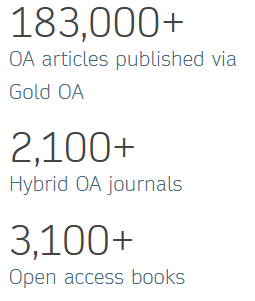 183,000+
OA articles published via
Gold OA
2,100+
Hybrid OA journals
3,100+
Open access books